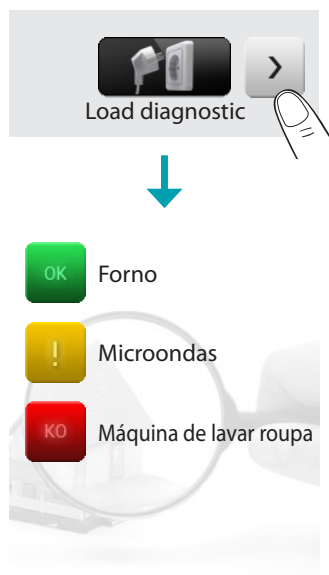 Load diagnostic
OK Forno
! Microondas
KO Máquina de lavar roupa